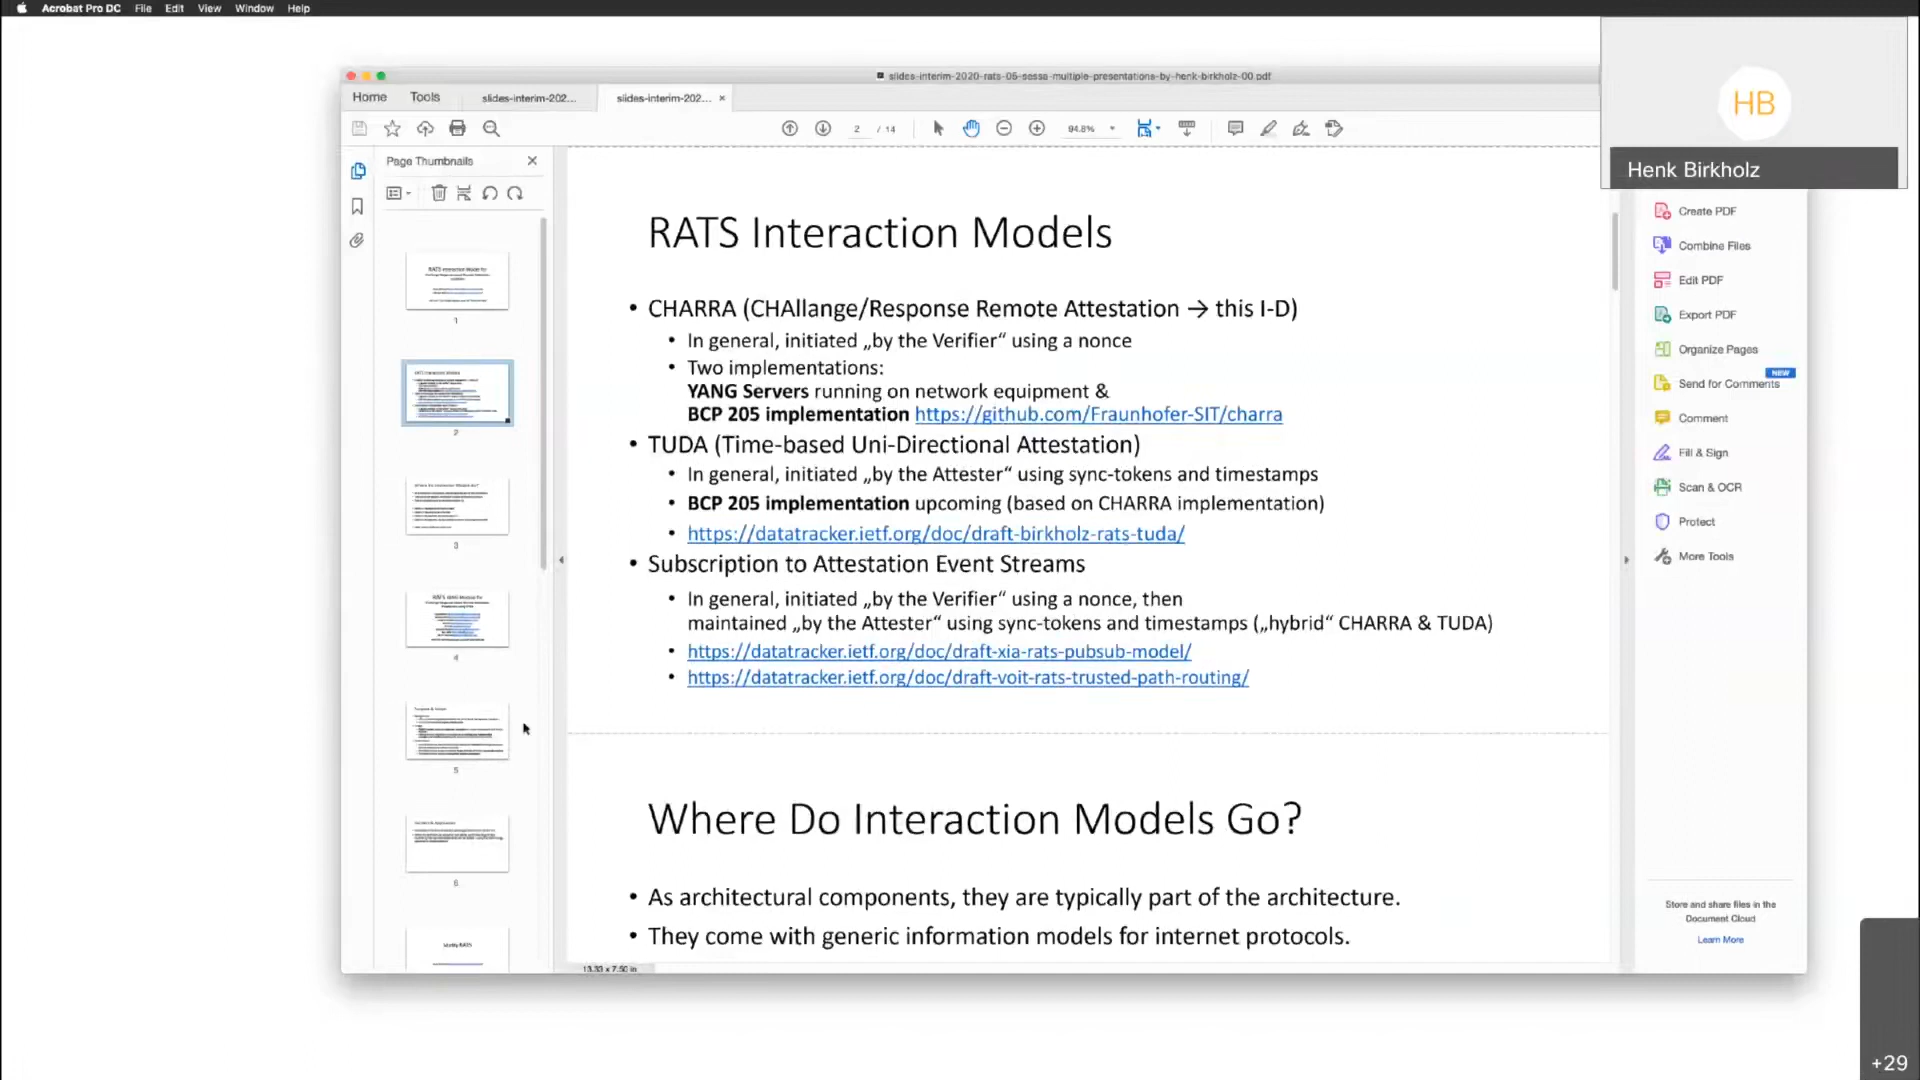 Acrobat Pro DC File Edit View Window Help
slides-interim-2020-rats-05-sessa-multiple-presentations-by-henk-birkholz-00.pdf
Home Tools slides-interim-202... slides-interim-202... ×
2 / 14 94.8%
HB
Henk Birkholz
Page Thumbnails
1
2
3
4
5
6
RATS Interaction Models
• CHARRA (CHAllange/Response Remote Attestation → this I-D)
• In general, initiated „by the Verifier“ using a nonce
• Two implementations:
YANG Servers running on network equipment &
BCP 205 implementation https://github.com/Fraunhofer-SIT/charra
• TUDA (Time-based Uni-Directional Attestation)
• In general, initiated „by the Attester“ using sync-tokens and timestamps
• BCP 205 implementation upcoming (based on CHARRA implementation)
• https://datatracker.ietf.org/doc/draft-birkholz-rats-tuda/
• Subscription to Attestation Event Streams
• In general, initiated „by the Verifier“ using a nonce, then
maintained „by the Attester“ using sync-tokens and timestamps („hybrid“ CHARRA & TUDA)
• https://datatracker.ietf.org/doc/draft-xia-rats-pubsub-model/
• https://datatracker.ietf.org/doc/draft-voit-rats-trusted-path-routing/
Where Do Interaction Models Go?
• As architectural components, they are typically part of the architecture.
• They come with generic information models for internet protocols.
13.33 x 7.50 in
Create PDF
Combine Files
Edit PDF
Export PDF
Organize Pages
NEW
Send for Comments
Comment
Fill & Sign
Scan & OCR
Protect
More Tools
Store and share files in the
Document Cloud
Learn More
+29